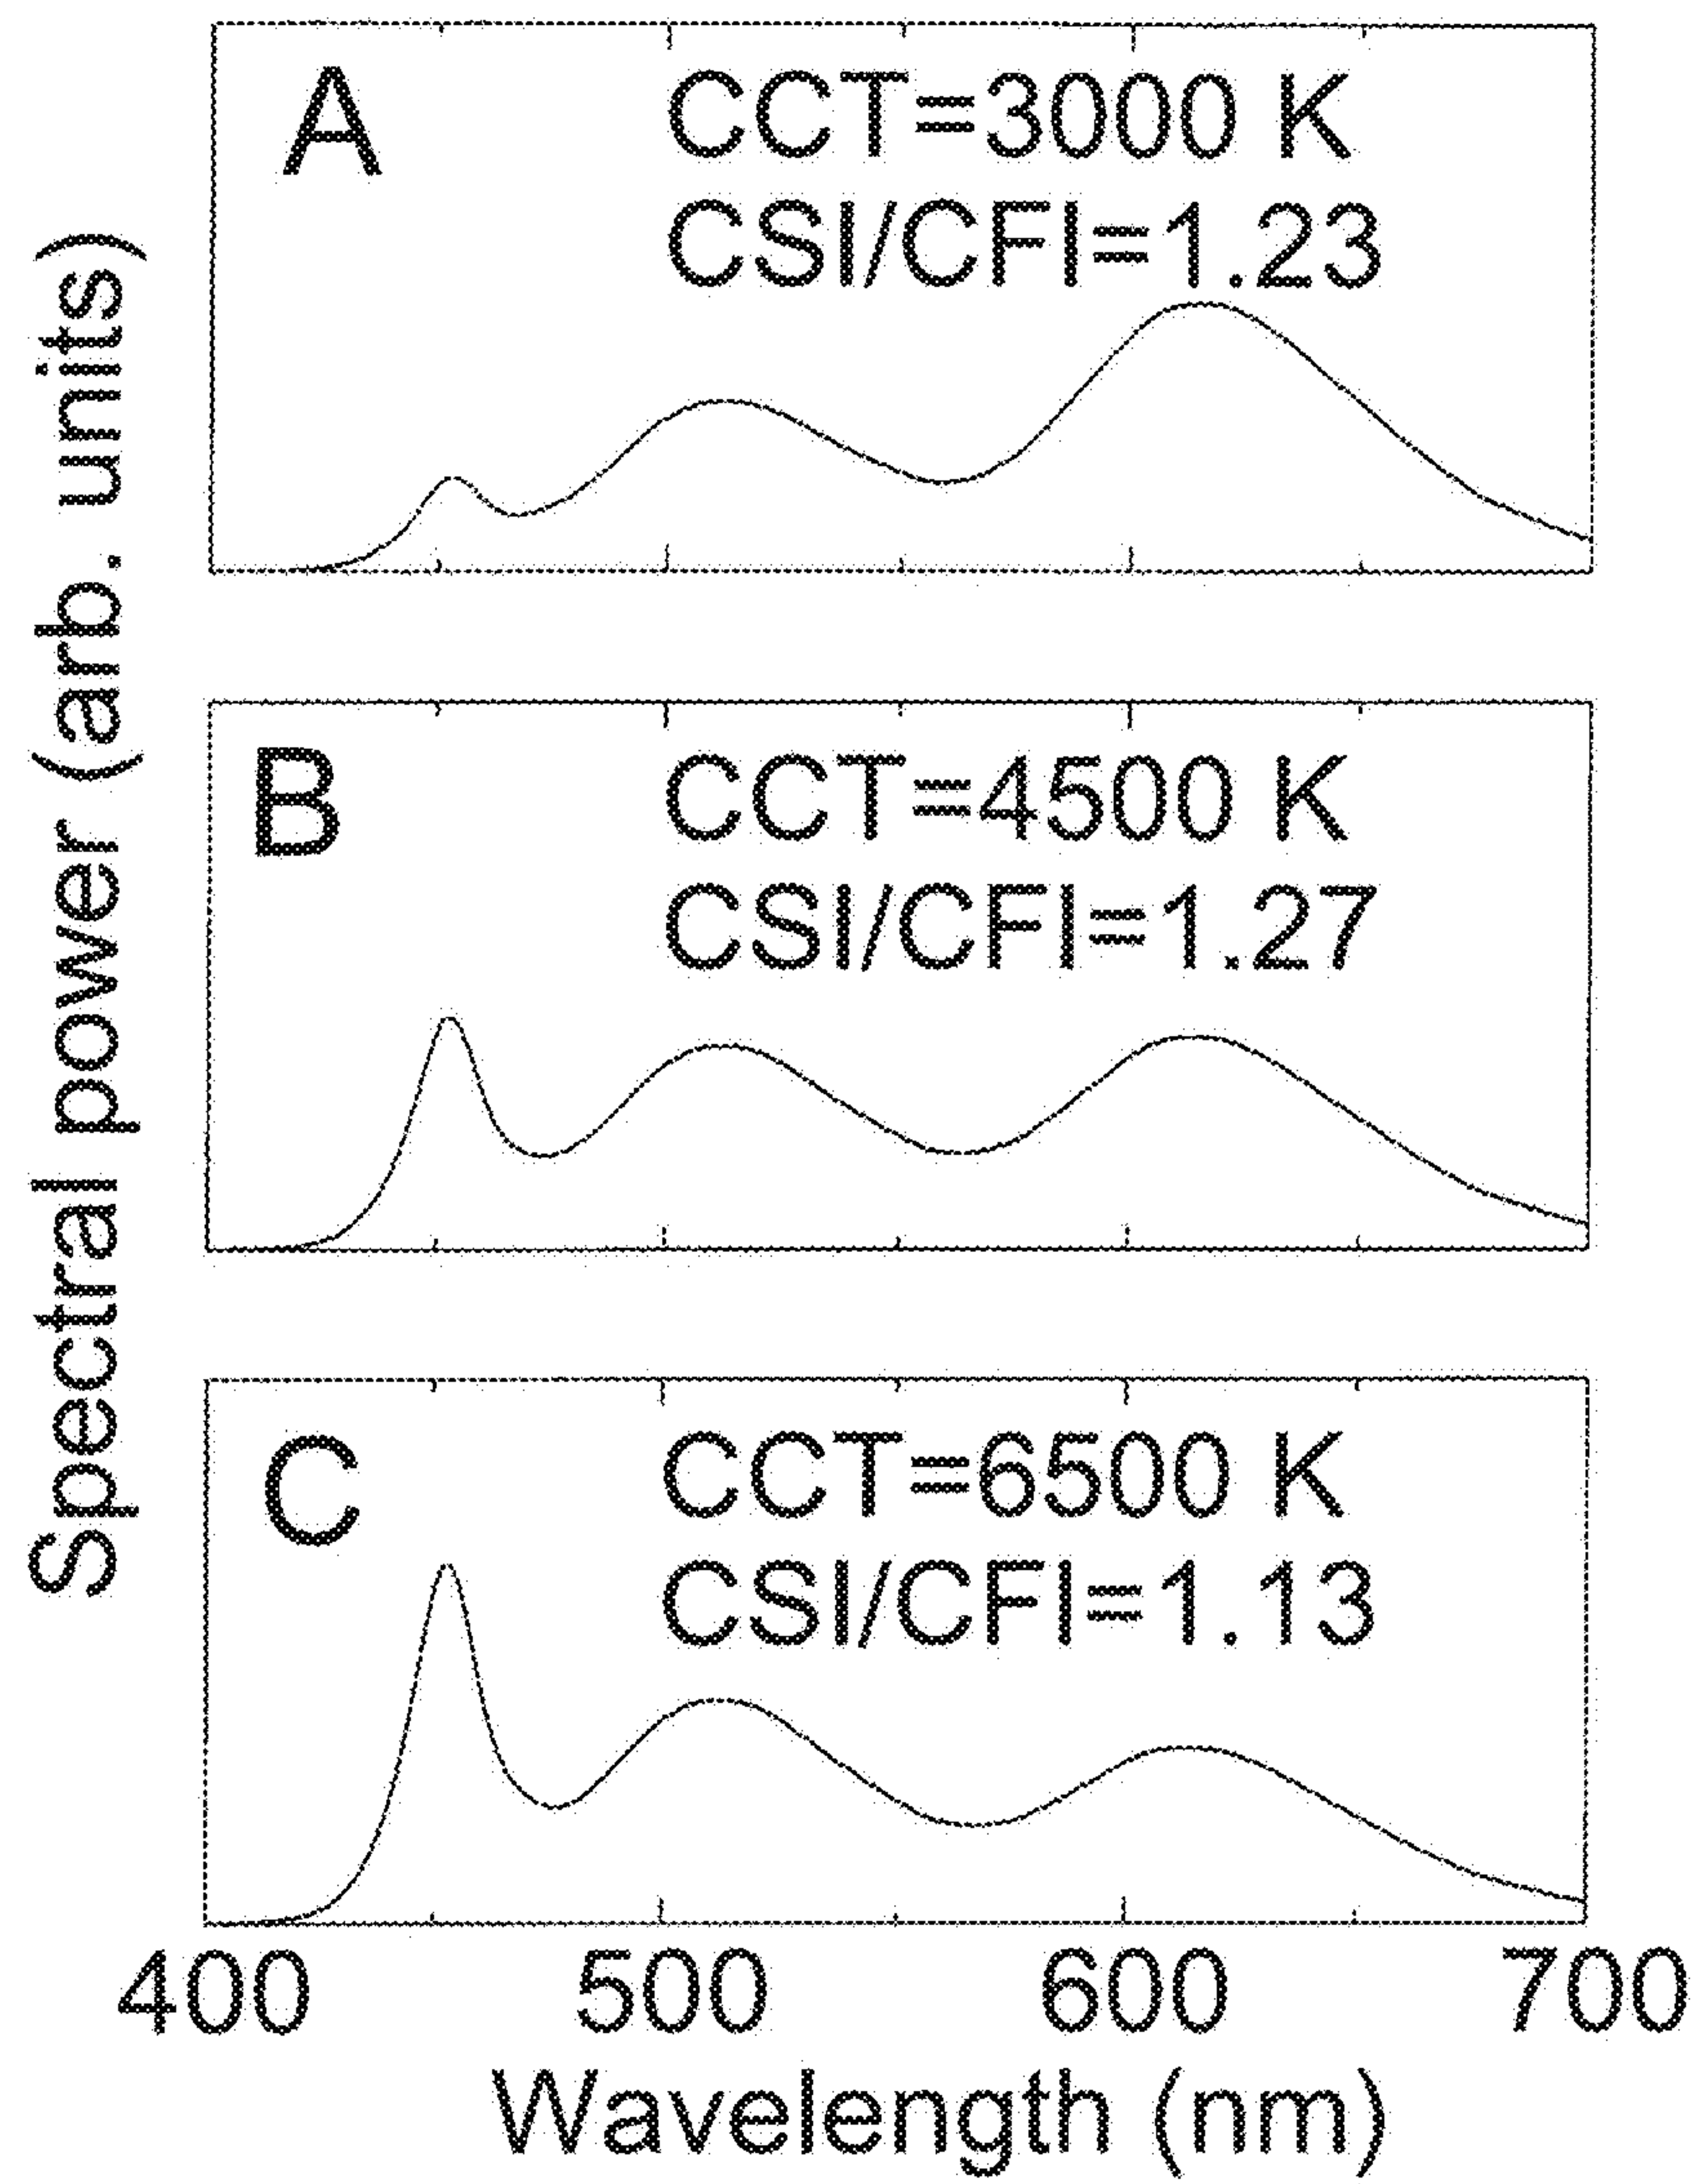 Spectral power (arb. units)
A
CCT=3000 K
CSI/CFI=1.23
B
CCT=4500 K
CSI/CFI=1.27
C
CCT=6500 K
CSI/CFI=1.13
400 500 600 700
Wavelength (nm)